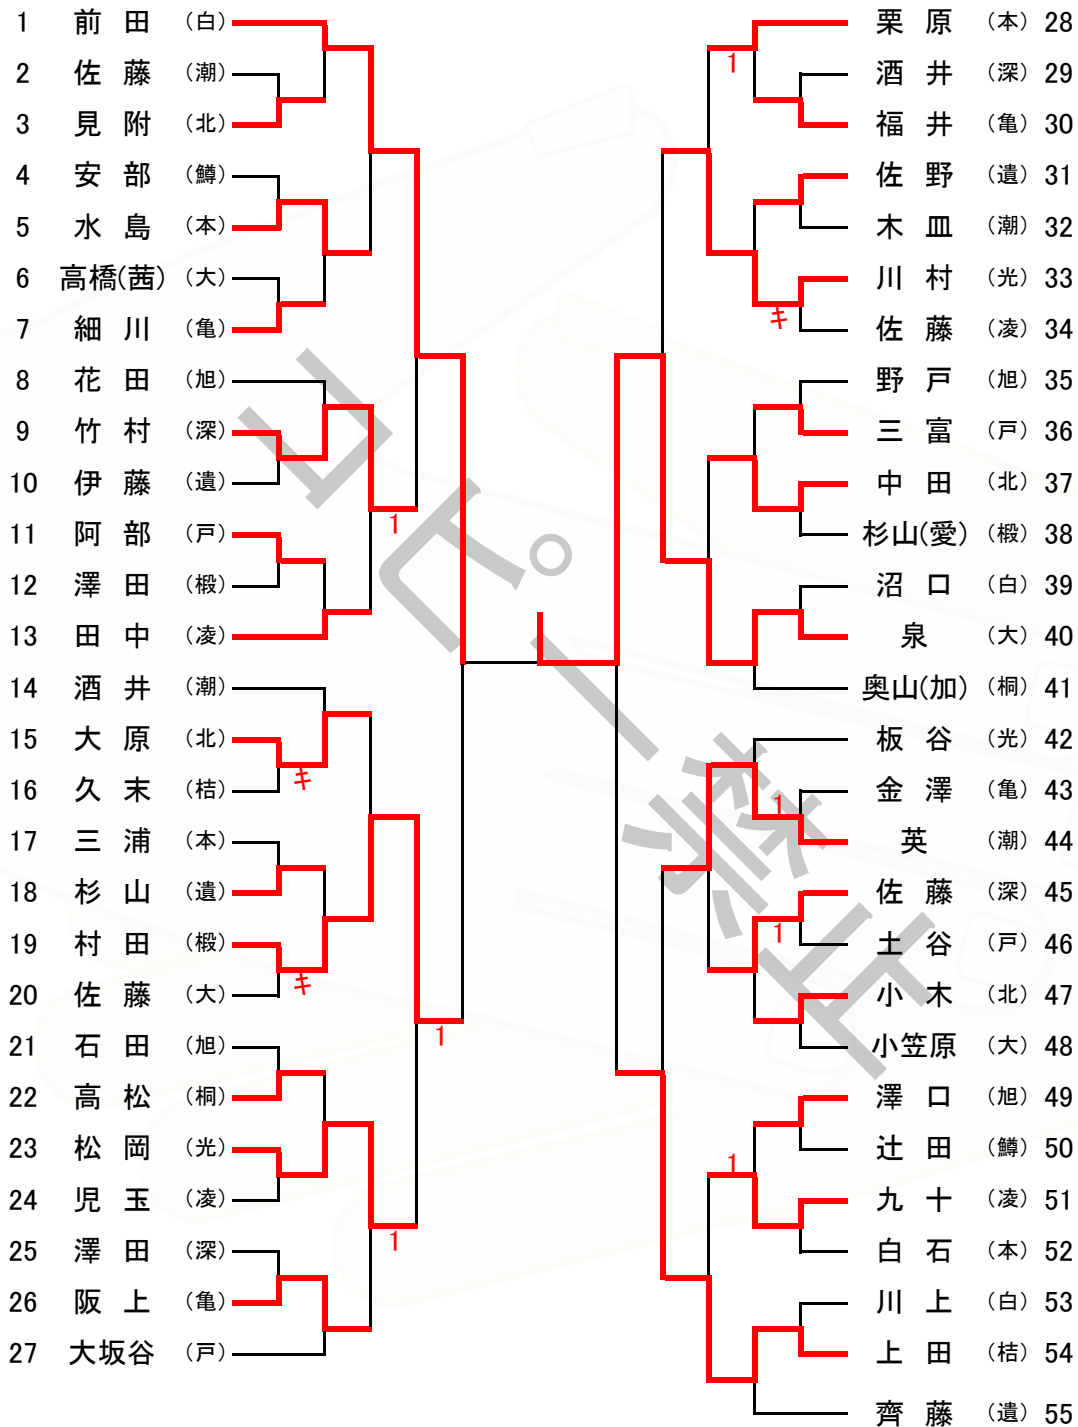 1 前田 (白)
2 佐藤 (潮)
3 見附 (北)
4 安部 (鱒)
5 水島 (本)
6 高橋(茜) (大)
7 細川 (亀)
8 花田 (旭)
9 竹村 (深)
10 伊藤 (遺)
11 阿部 (戸)
12 澤田 (椴)
13 田中 (凌)
14 酒井 (潮)
15 大原 (北)
16 久末 (桔)
17 三浦 (本)
18 杉山 (遺)
19 村田 (椴)
20 佐藤 (大)
21 石田 (旭)
22 高松 (桐)
23 松岡 (光)
24 児玉 (凌)
25 澤田 (深)
26 阪上 (亀)
27 大坂谷 (戸)
1
キ
キ
1
1
コピー禁止
栗原 (本) 28
酒井 (深) 29
福井 (亀) 30
佐野 (遺) 31
木皿 (潮) 32
川村 (光) 33
佐藤 (凌) 34
野戸 (旭) 35
三富 (戸) 36
中田 (北) 37
杉山(愛) (椴) 38
沼口 (白) 39
泉 (大) 40
奥山(加) (桐) 41
板谷 (光) 42
金澤 (亀) 43
英 (潮) 44
佐藤 (深) 45
土谷 (戸) 46
小木 (北) 47
小笠原 (大) 48
澤口 (旭) 49
辻田 (鱒) 50
九十 (凌) 51
白石 (本) 52
川上 (白) 53
上田 (桔) 54
齊藤 (遺) 55
1
キ
1
1
1